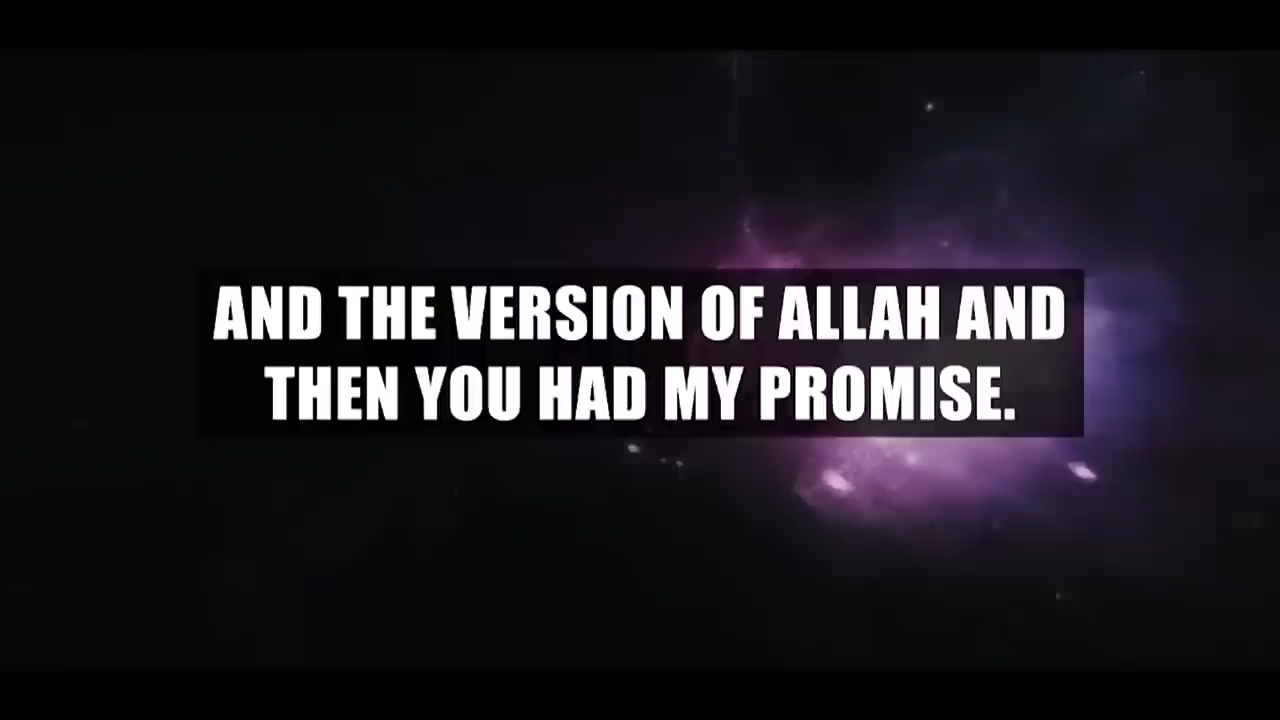 AND THE VERSION OF ALLAH AND
THEN YOU HAD MY PROMISE.